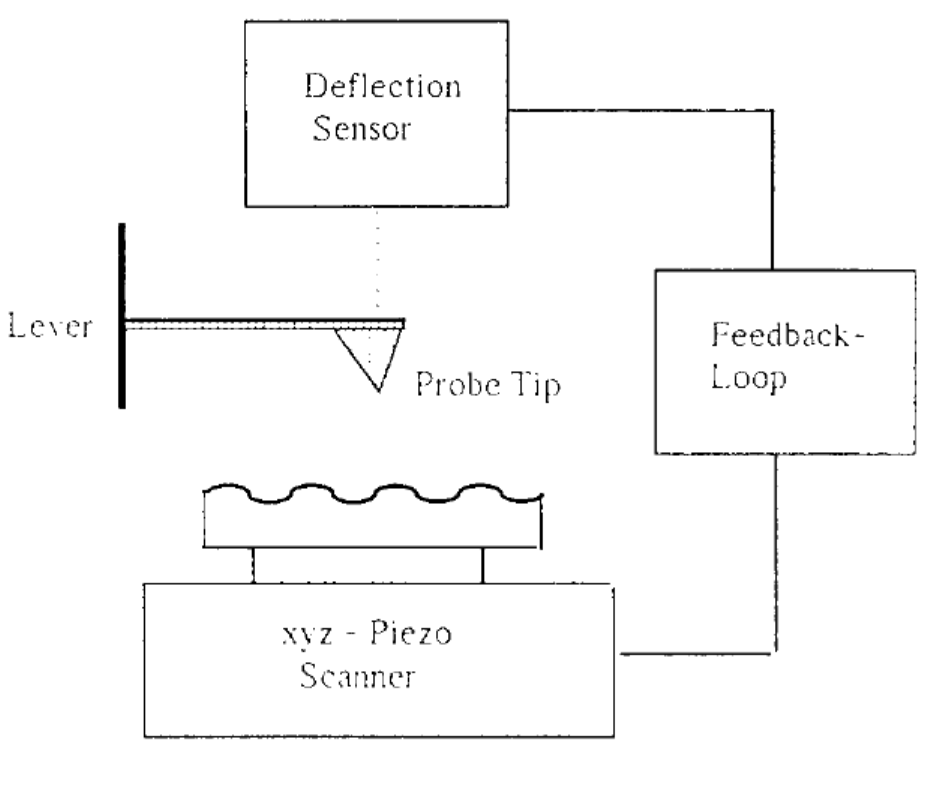 Deflection
Sensor
Lever
Probe Tip
Feedback-
Loop
xyz - Piezo
Scanner